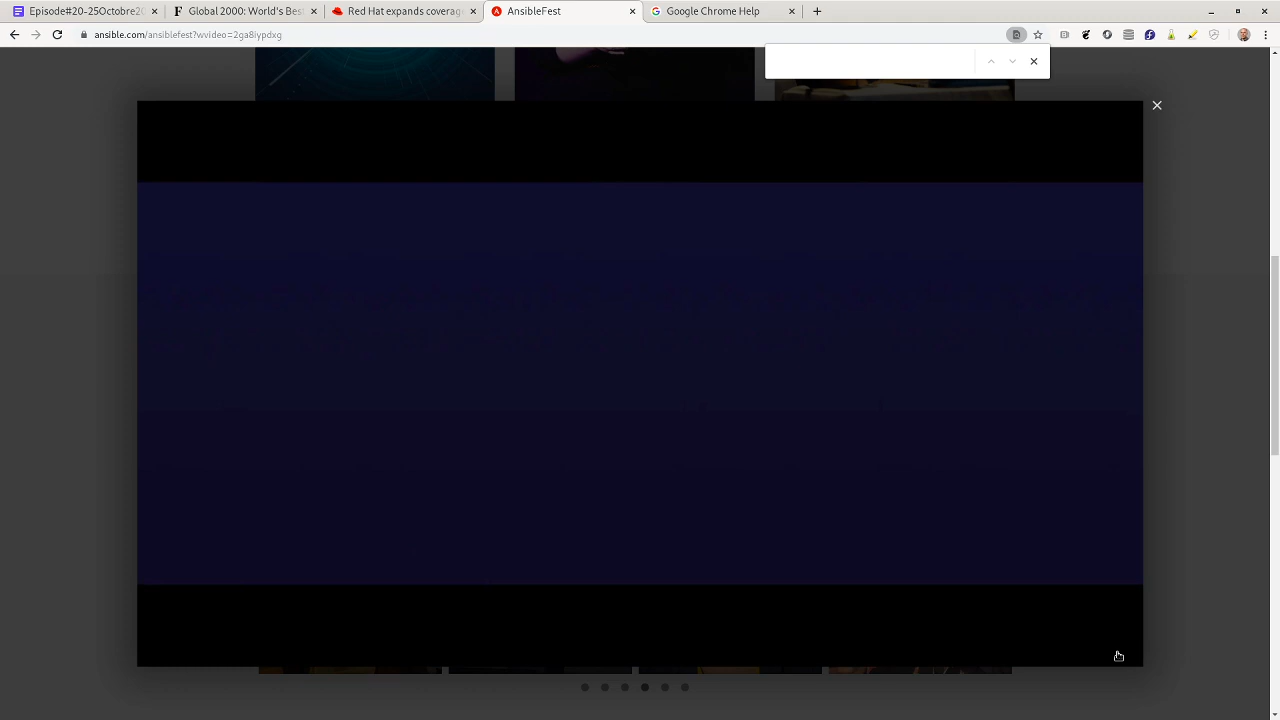 Episode#20-25Octobre20
Global 2000: World's Bes
Red Hat expands coverag
AnsibleFest
Google Chrome Help
ansible.com/ansiblefest?wvideo=2ga8iypdxg